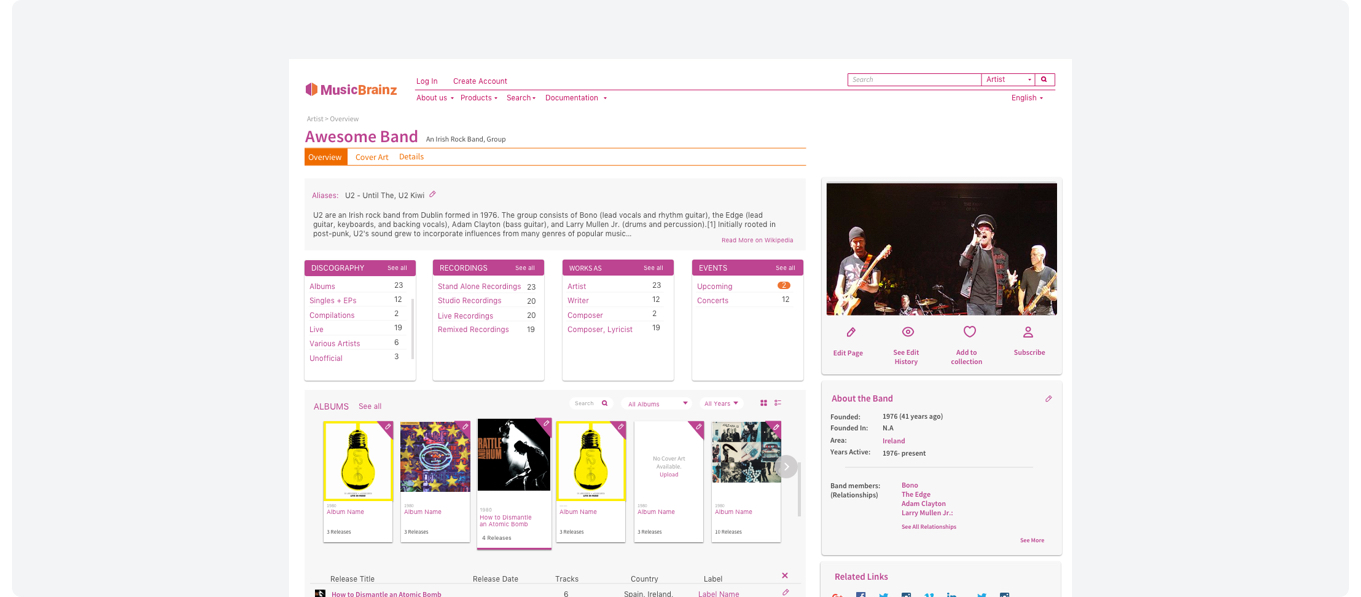 Log In Create Account
Search Artist
MusicBrainz
About us Products Search Documentation English
Artist > Overview
Awesome Band An Irish Rock Band, Group
Overview Cover Art Details
Aliases: U2 - Until The, U2 Kiwi
U2 are an Irish rock band from Dublin formed in 1976. The group consists of Bono (lead vocals and rhythm guitar), the Edge (lead
guitar, keyboards, and backing vocals), Adam Clayton (bass guitar), and Larry Mullen Jr. (drums and percussion).[1] Initially rooted in
post-punk, U2's sound grew to incorporate influences from many genres of popular music...
Read More on Wikipedia
DISCOGRAPHY See all
Albums 23
Singles + EPs 12
Compilations 2
Live 19
Various Artists 6
Unofficial 3
RECORDINGS See all
Stand Alone Recordings 23
Studio Recordings 20
Live Recordings 20
Remixed Recordings 19
WORKS AS See all
Artist 23
Writer 12
Composer 2
Composer, Lyricist 19
EVENTS See all
Upcoming 2
Concerts 12
Edit Page
See Edit
History
Add to
collection
Subscribe
ALBUMS See all
Search All Albums All Years
Album Name
3 Releases
Album Name
3 Releases
RATTLE
AND
HUM
1980
How to Dismantle
an Atomic Bomb
4 Releases
Album Name
3 Releases
No Cover Art
Available.
Upload
1980
Album Name
3 Releases
1980
Album Name
10 Releases
Release Title Release Date Tracks Country Label
How to Dismantle an Atomic Bomb 6 Spain, Ireland, Label Name
About the Band
Founded: 1976 (41 years ago)
Founded In: N.A
Area: Ireland
Years Active: 1976- present
Band members:
(Relationships)
Bono
The Edge
Adam Clayton
Larry Mullen Jr.:
See All Relationships
See More
Related Links